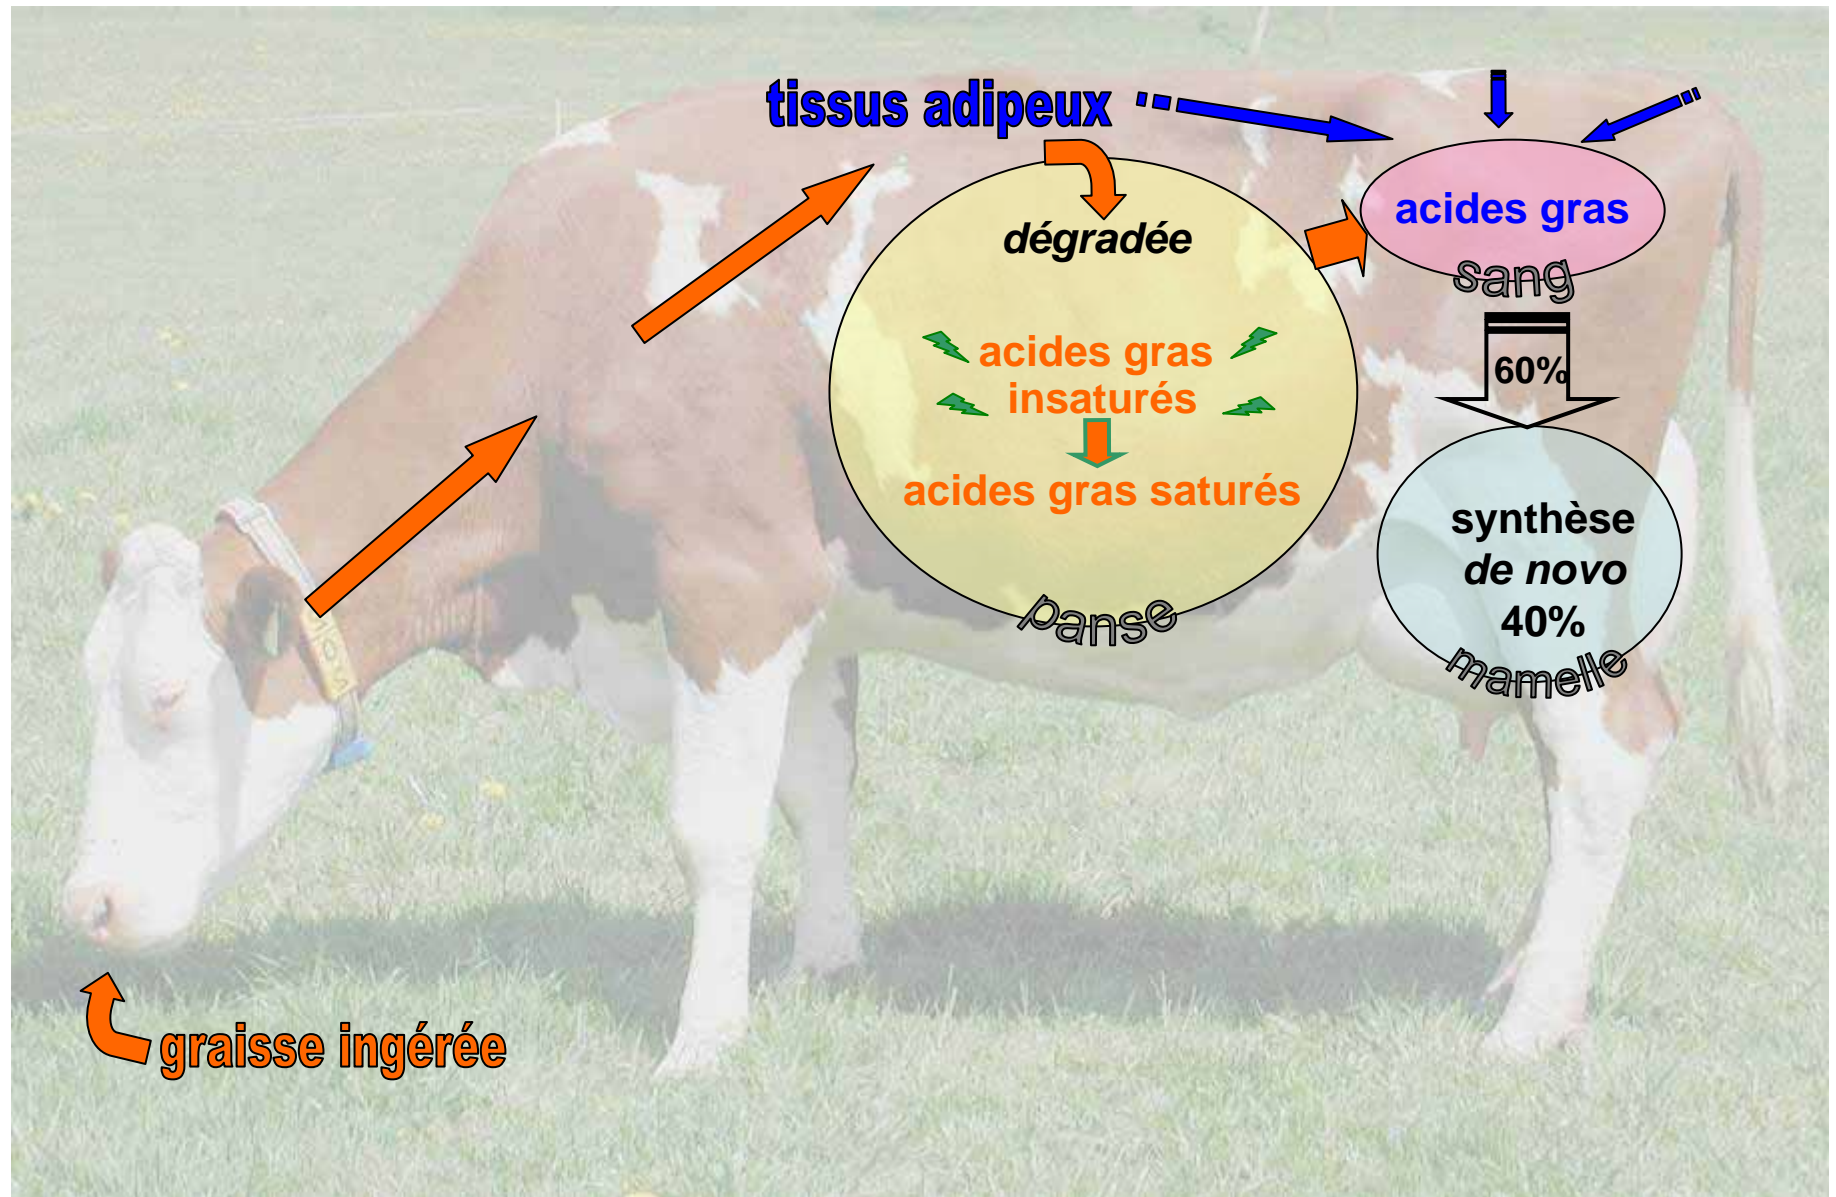 tissus adipeux
dégradée
acides gras
insaturés
acides gras saturés
panse
acides gras
sang
60%
synthèse
de novo
40%
mamelle
graisse ingérée